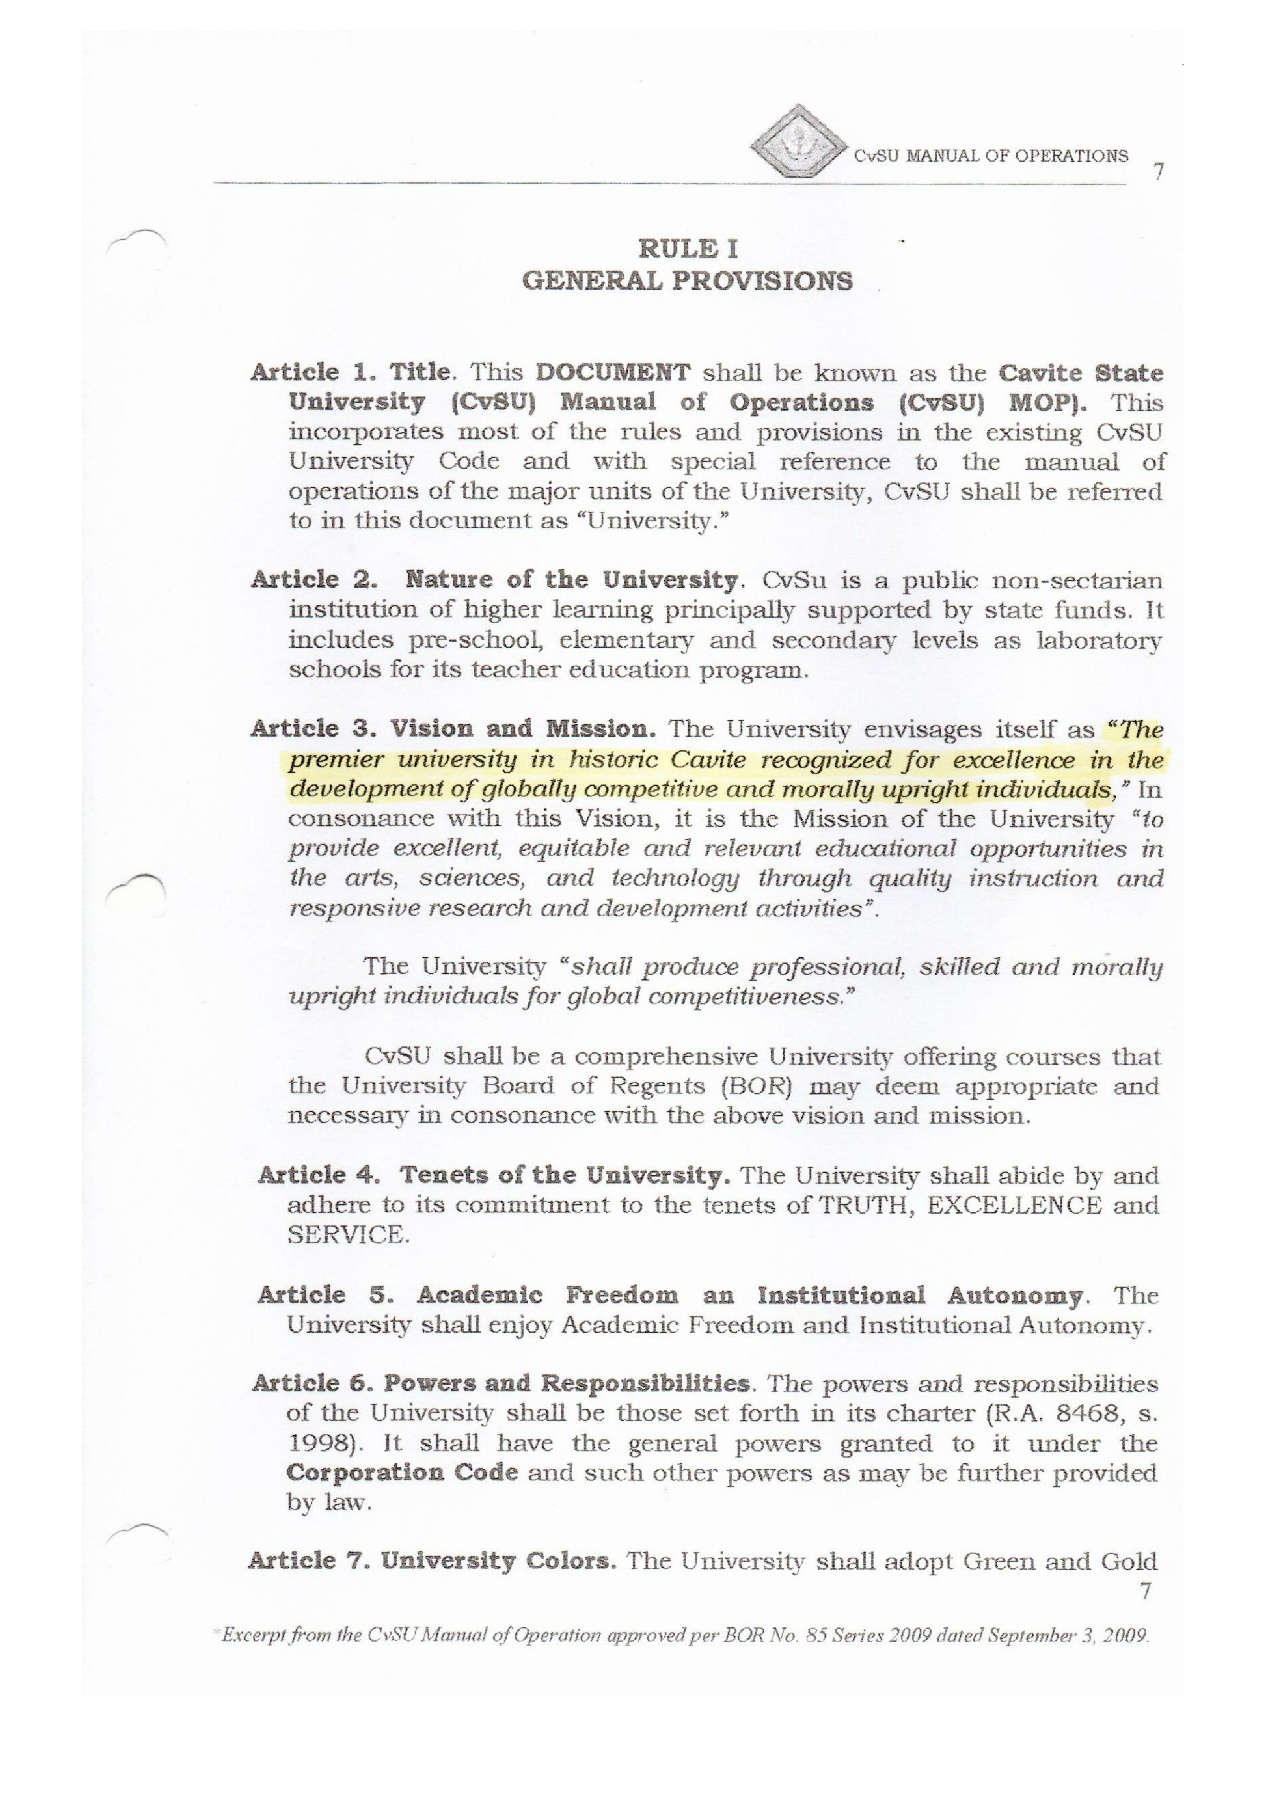 CvSU MANUAL OF OPERATIONS
7
RULE I
GENERAL PROVISIONS
Article 1. Title. This DOCUMENT shall be known as the Cavite State
University (CvSU) Manual of Operations (CvSU) MOP). This
incorporates most of the rules and provisions in the existing CvSU
University Code and with special reference to the manual of
operations of the major units of the University, CvSU shall be referred
to in this document as “University.”
Article 2. Nature of the University. CvSu is a public non-sectarian
institution of higher learning principally supported by state funds. It
includes pre-school, elementary and secondary levels as laboratory
schools for its teacher education program.
Article 3. Vision and Mission. The University envisages itself as “The
premier university in historic Cavite recognized for excellence in the
development of globally competitive and morally upright individuals,” In
consonance with this Vision, it is the Mission of the University “to
provide excellent, equitable and relevant educational opportunities in
the arts, sciences, and technology through quality instruction and
responsive research and development activities”.
The University “shall produce professional, skilled and morally
upright individuals for global competitiveness.”
CvSU shall be a comprehensive University offering courses that
the University Board of Regents (BOR) may deem appropriate and
necessary in consonance with the above vision and mission.
Article 4. Tenets of the University. The University shall abide by and
adhere to its commitment to the tenets of TRUTH, EXCELLENCE and
SERVICE.
Article 5. Academic Freedom an Institutional Autonomy. The
University shall enjoy Academic Freedom and Institutional Autonomy.
Article 6. Powers and Responsibilities. The powers and responsibilities
of the University shall be those set forth in its charter (R.A. 8468, s.
1998). It shall have the general powers granted to it under the
Corporation Code and such other powers as may be further provided
by law.
Article 7. University Colors. The University shall adopt Green and Gold
7
*Excerpt from the CvSU Manual of Operation approved per BOR No. 85 Series 2009 dated September 3, 2009.